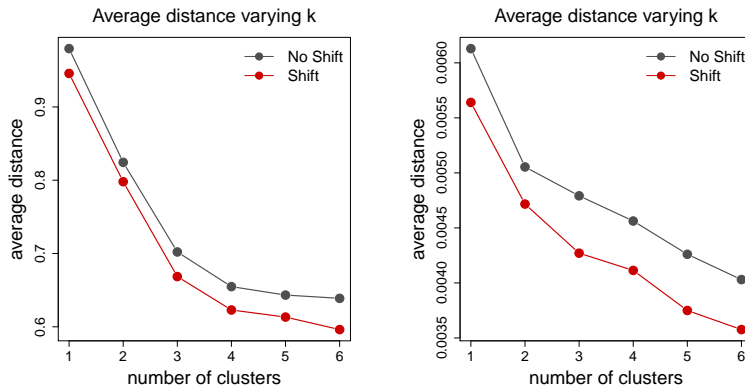 Average distance varying k
No Shift
Shift
average distance
0.9
0.8
0.7
0.6
1 2 3 4 5 6
number of clusters
Average distance varying k
No Shift
Shift
average distance
0.0060
0.0055
0.0050
0.0045
0.0040
0.0035
1 2 3 4 5 6
number of clusters